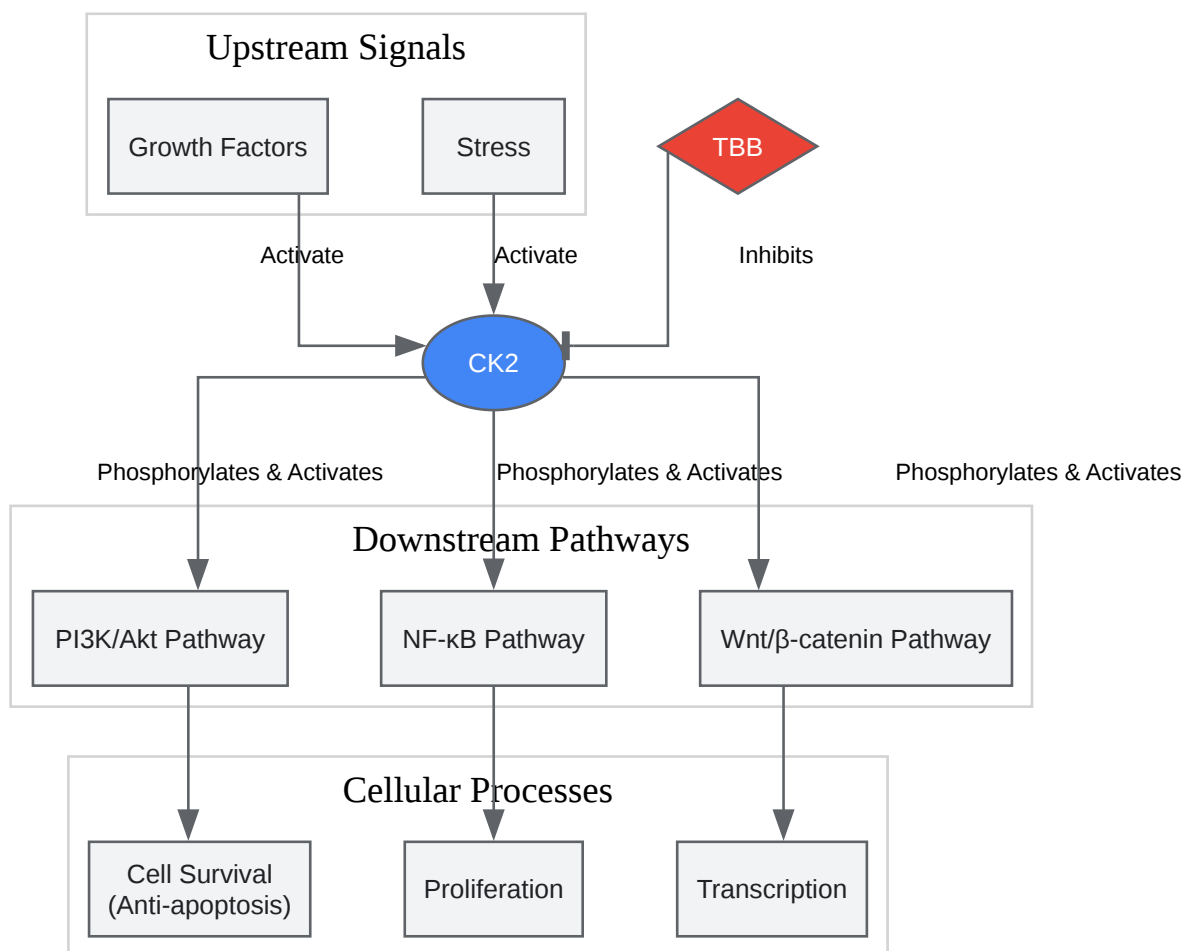 Upstream Signals
Growth Factors
Stress
TBB
Activate
Activate
Inhibits
CK2
Phosphorylates & Activates
Phosphorylates & Activates
Phosphorylates & Activates
Downstream Pathways
PI3K/Akt Pathway
NF-κB Pathway
Wnt/β-catenin Pathway
Cellular Processes
Cell Survival
(Anti-apoptosis)
Proliferation
Transcription